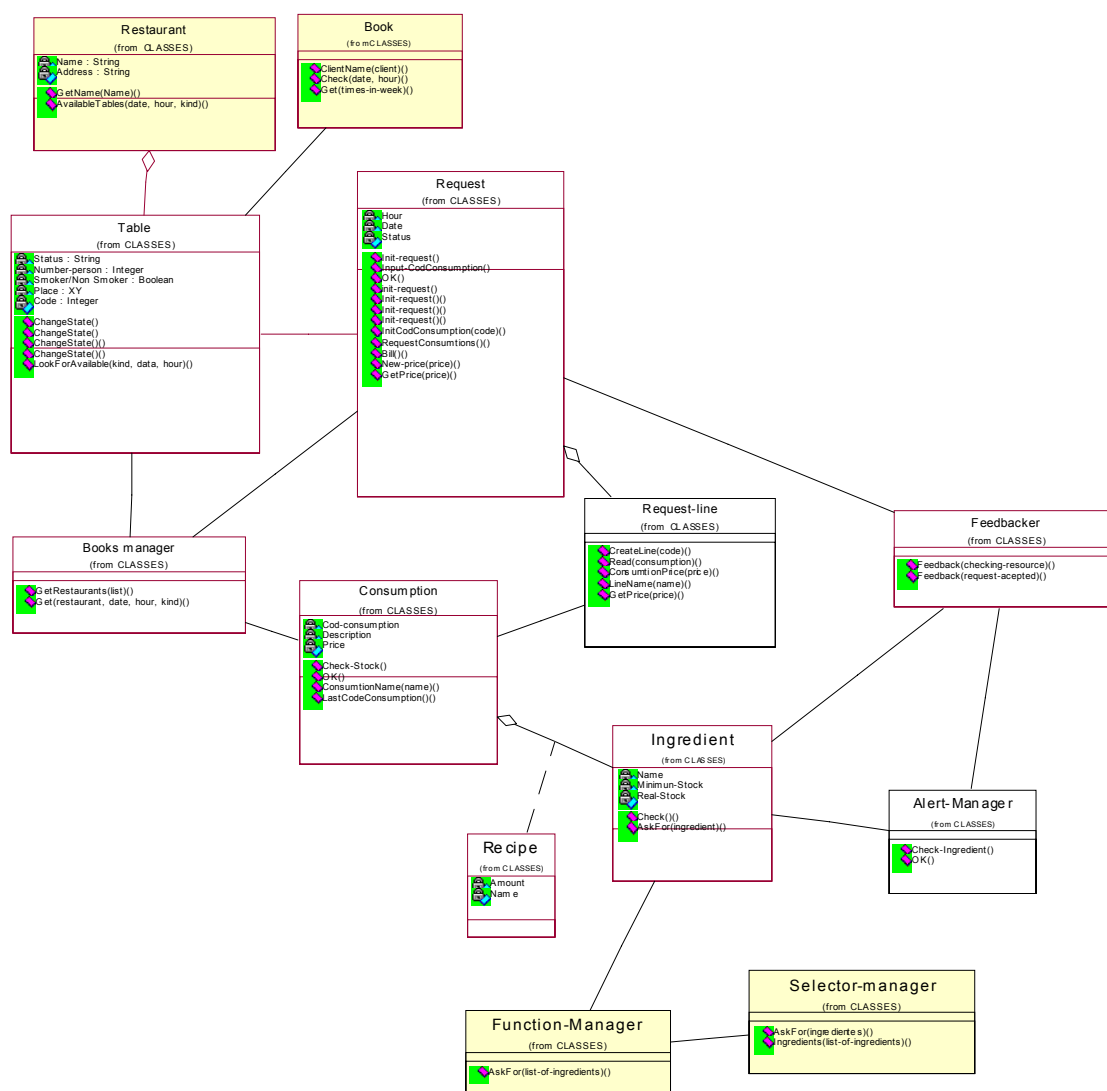 Restaurant
(from CLASSES)
Name : String
Address : String
GetName(Name)()
AvailableTables(date, hour, kind)()
Book
(from CLASSES)
ClientName(client)()
Check(date, hour)()
Get(times-in-week)()
Request
(from CLASSES)
Hour
Date
Status
Init-request()
Input-CodConsumption()
OK()
init-request()
Init-request()()
Init-request()()
Init-request()()
InitCodConsumption(code)()
RequestConsumtions()()
Bill()()
New-price(price)()
GetPrice(price)()
Table
(from CLASSES)
Status : String
Number-person : Integer
Smoker/Non Smoker : Boolean
Place : XY
Code : Integer
ChangeState()
ChangeState()
ChangeState()()
ChangeState()()
LookForAvailable(kind, data, hour)()
Request-line
(from CLASSES)
CreateLine(code)()
Read(consumption)()
ConsumtionPrice(price)()
LineName(name)()
GetPrice(price)()
Feedbacker
(from CLASSES)
Feedback(checking-resource)()
Feedback(request-acepted)()
Books manager
(from CLASSES)
GetRestaurants(list)()
Get(restaurant, date, hour, kind)()
Consumption
(from CLASSES)
Cod-consumption
Description
Price
Check-Stock()
OK()
ConsumtionName(name)()
LastCodeConsumption()()
Ingredient
(from CLASSES)
Name
Minimun-Stock
Real-Stock
Check()()
AskFor(ingredient)()
Alert-Manager
(from CLASSES)
Check-Ingredient()
OK()
Recipe
(from CLASSES)
Amount
Name
Selector-manager
(from CLASSES)
AskFor(ingredientes)()
Ingredients(list-of-ingredients)()
Function-Manager
(from CLASSES)
AskFor(list-of-ingredients)()